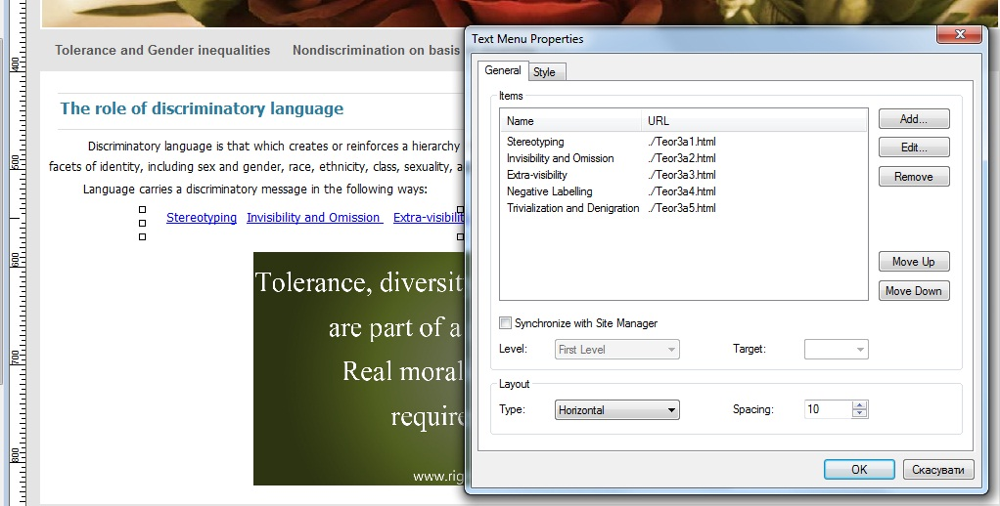 Tolerance and Gender inequalities
Nondiscrimination on basis
The role of discriminatory language
Discriminatory language is that which creates or reinforces a hierarchy
facets of identity, including sex and gender, race, ethnicity, class, sexuality, a
Language carries a discriminatory message in the following ways:
Stereotyping Invisibility and Omission Extra-visibilit
Tolerance, diversit
are part of a
Real moral
require
www.rig
400
500
600
700
800
Text Menu Properties
General Style
Items
Name URL
Stereotyping ./Teor3a1.html
Invisibility and Omission ./Teor3a2.html
Extra-visibility ./Teor3a3.html
Negative Labelling ./Teor3a4.html
Trivialization and Denigration ./Teor3a5.html
Add...
Edit...
Remove
Move Up
Move Down
Synchronize with Site Manager
Level: First Level Target:
Layout
Type: Horizontal Spacing: 10
OK Скасувати